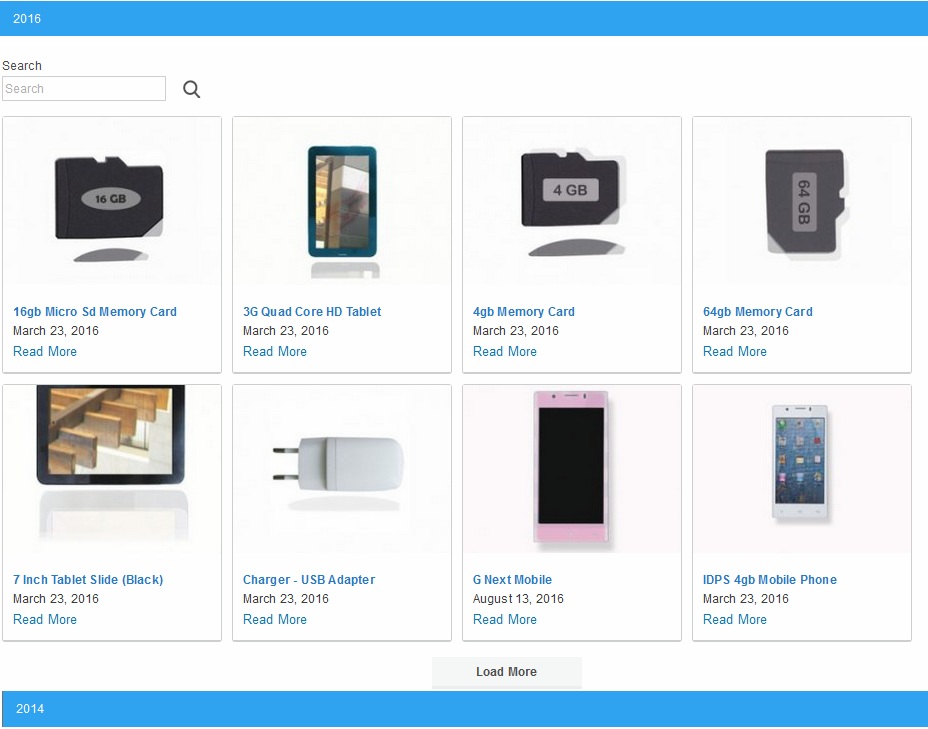 2016
Search
Search
16 GB
4 GB
64 GB
16gb Micro Sd Memory Card
March 23, 2016
Read More
3G Quad Core HD Tablet
March 23, 2016
Read More
4gb Memory Card
March 23, 2016
Read More
64gb Memory Card
March 23, 2016
Read More
7 Inch Tablet Slide (Black)
March 23, 2016
Read More
Charger - USB Adapter
March 23, 2016
Read More
G Next Mobile
August 13, 2016
Read More
IDPS 4gb Mobile Phone
March 23, 2016
Read More
Load More
2014